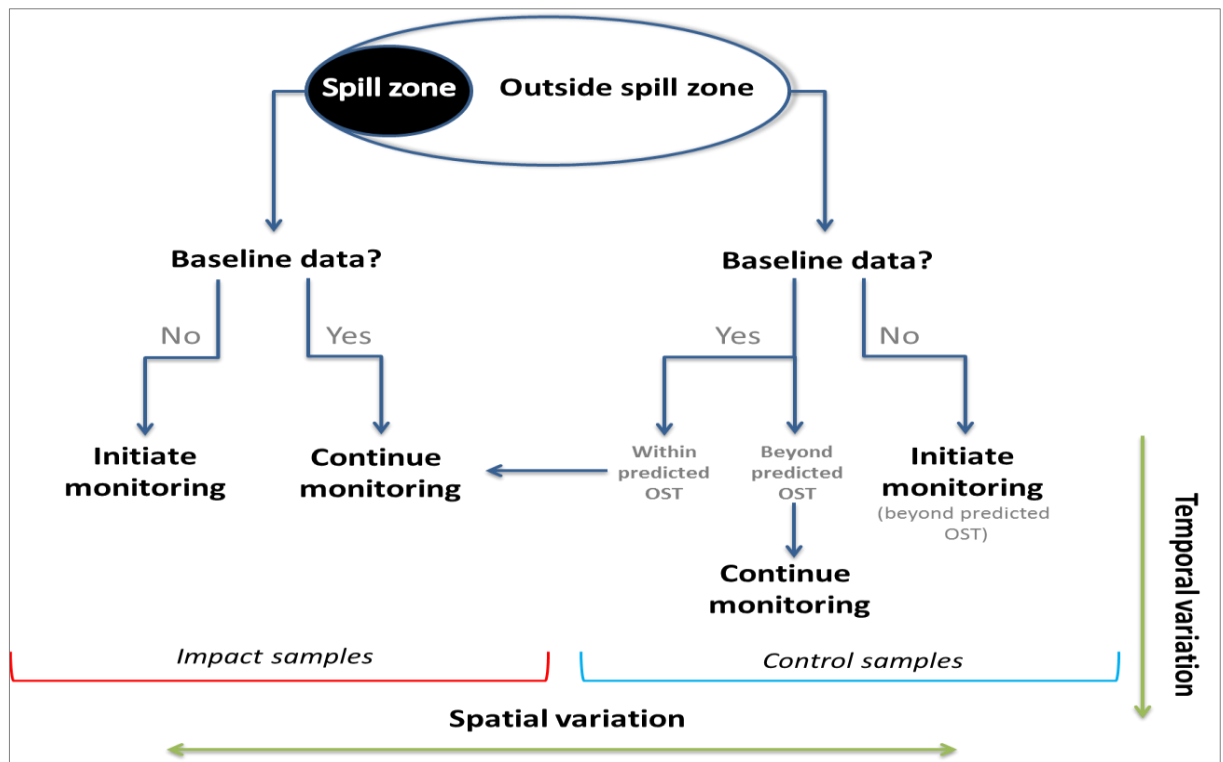 Spill zone
Outside spill zone
Baseline data?
Baseline data?
No
Yes
Yes
No
Initiate
monitoring
Continue
monitoring
Within
predicted
OST
Beyond
predicted
OST
Initiate
monitoring
(beyond predicted
OST)
Continue
monitoring
Impact samples
Control samples
Spatial variation
Temporal variation